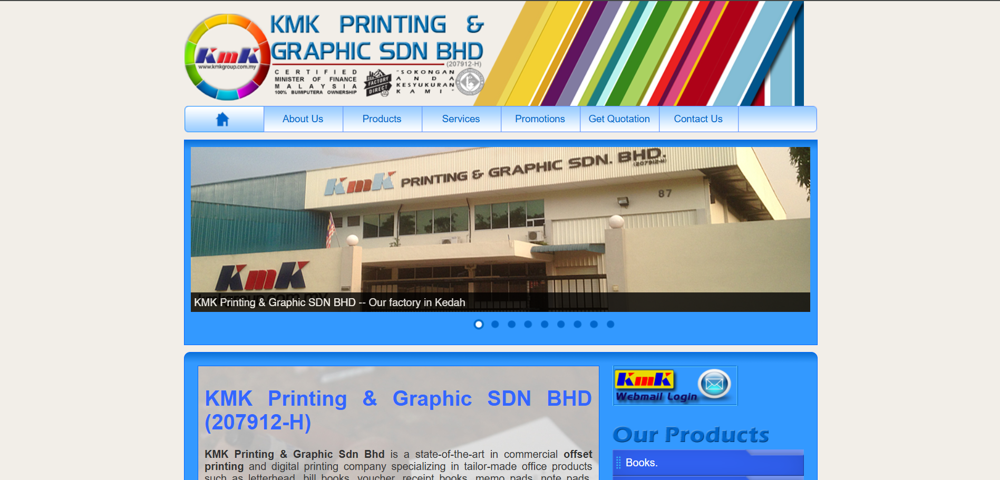 KMK PRINTING &
GRAPHIC SDN BHD
(207912-H)
KmK
www.kmkgroup.com.my
CERTIFIED
MINISTER OF FINANCE
MALAYSIA
100% BUMIPUTERA OWNERSHIP
FACTORY
DIRECT
"SOKONGAN
ANDA
KESYUKURAN
KAMI"
About Us
Products
Services
Promotions
Get Quotation
Contact Us
KmK PRINTING & GRAPHIC SDN. BHD.
(207912-H)
87
KmK
kmkgroup.com.my
KMK Printing & Graphic SDN BHD -- Our factory in Kedah
KMK Printing & Graphic SDN BHD
(207912-H)
KMK Printing & Graphic Sdn Bhd is a state-of-the-art in commercial offset
printing and digital printing company specializing in tailor-made office products
such as letterhead, bill books, voucher, receipt books, memo pads, note pads,
KmK
Webmail Login
Our Products
Books.